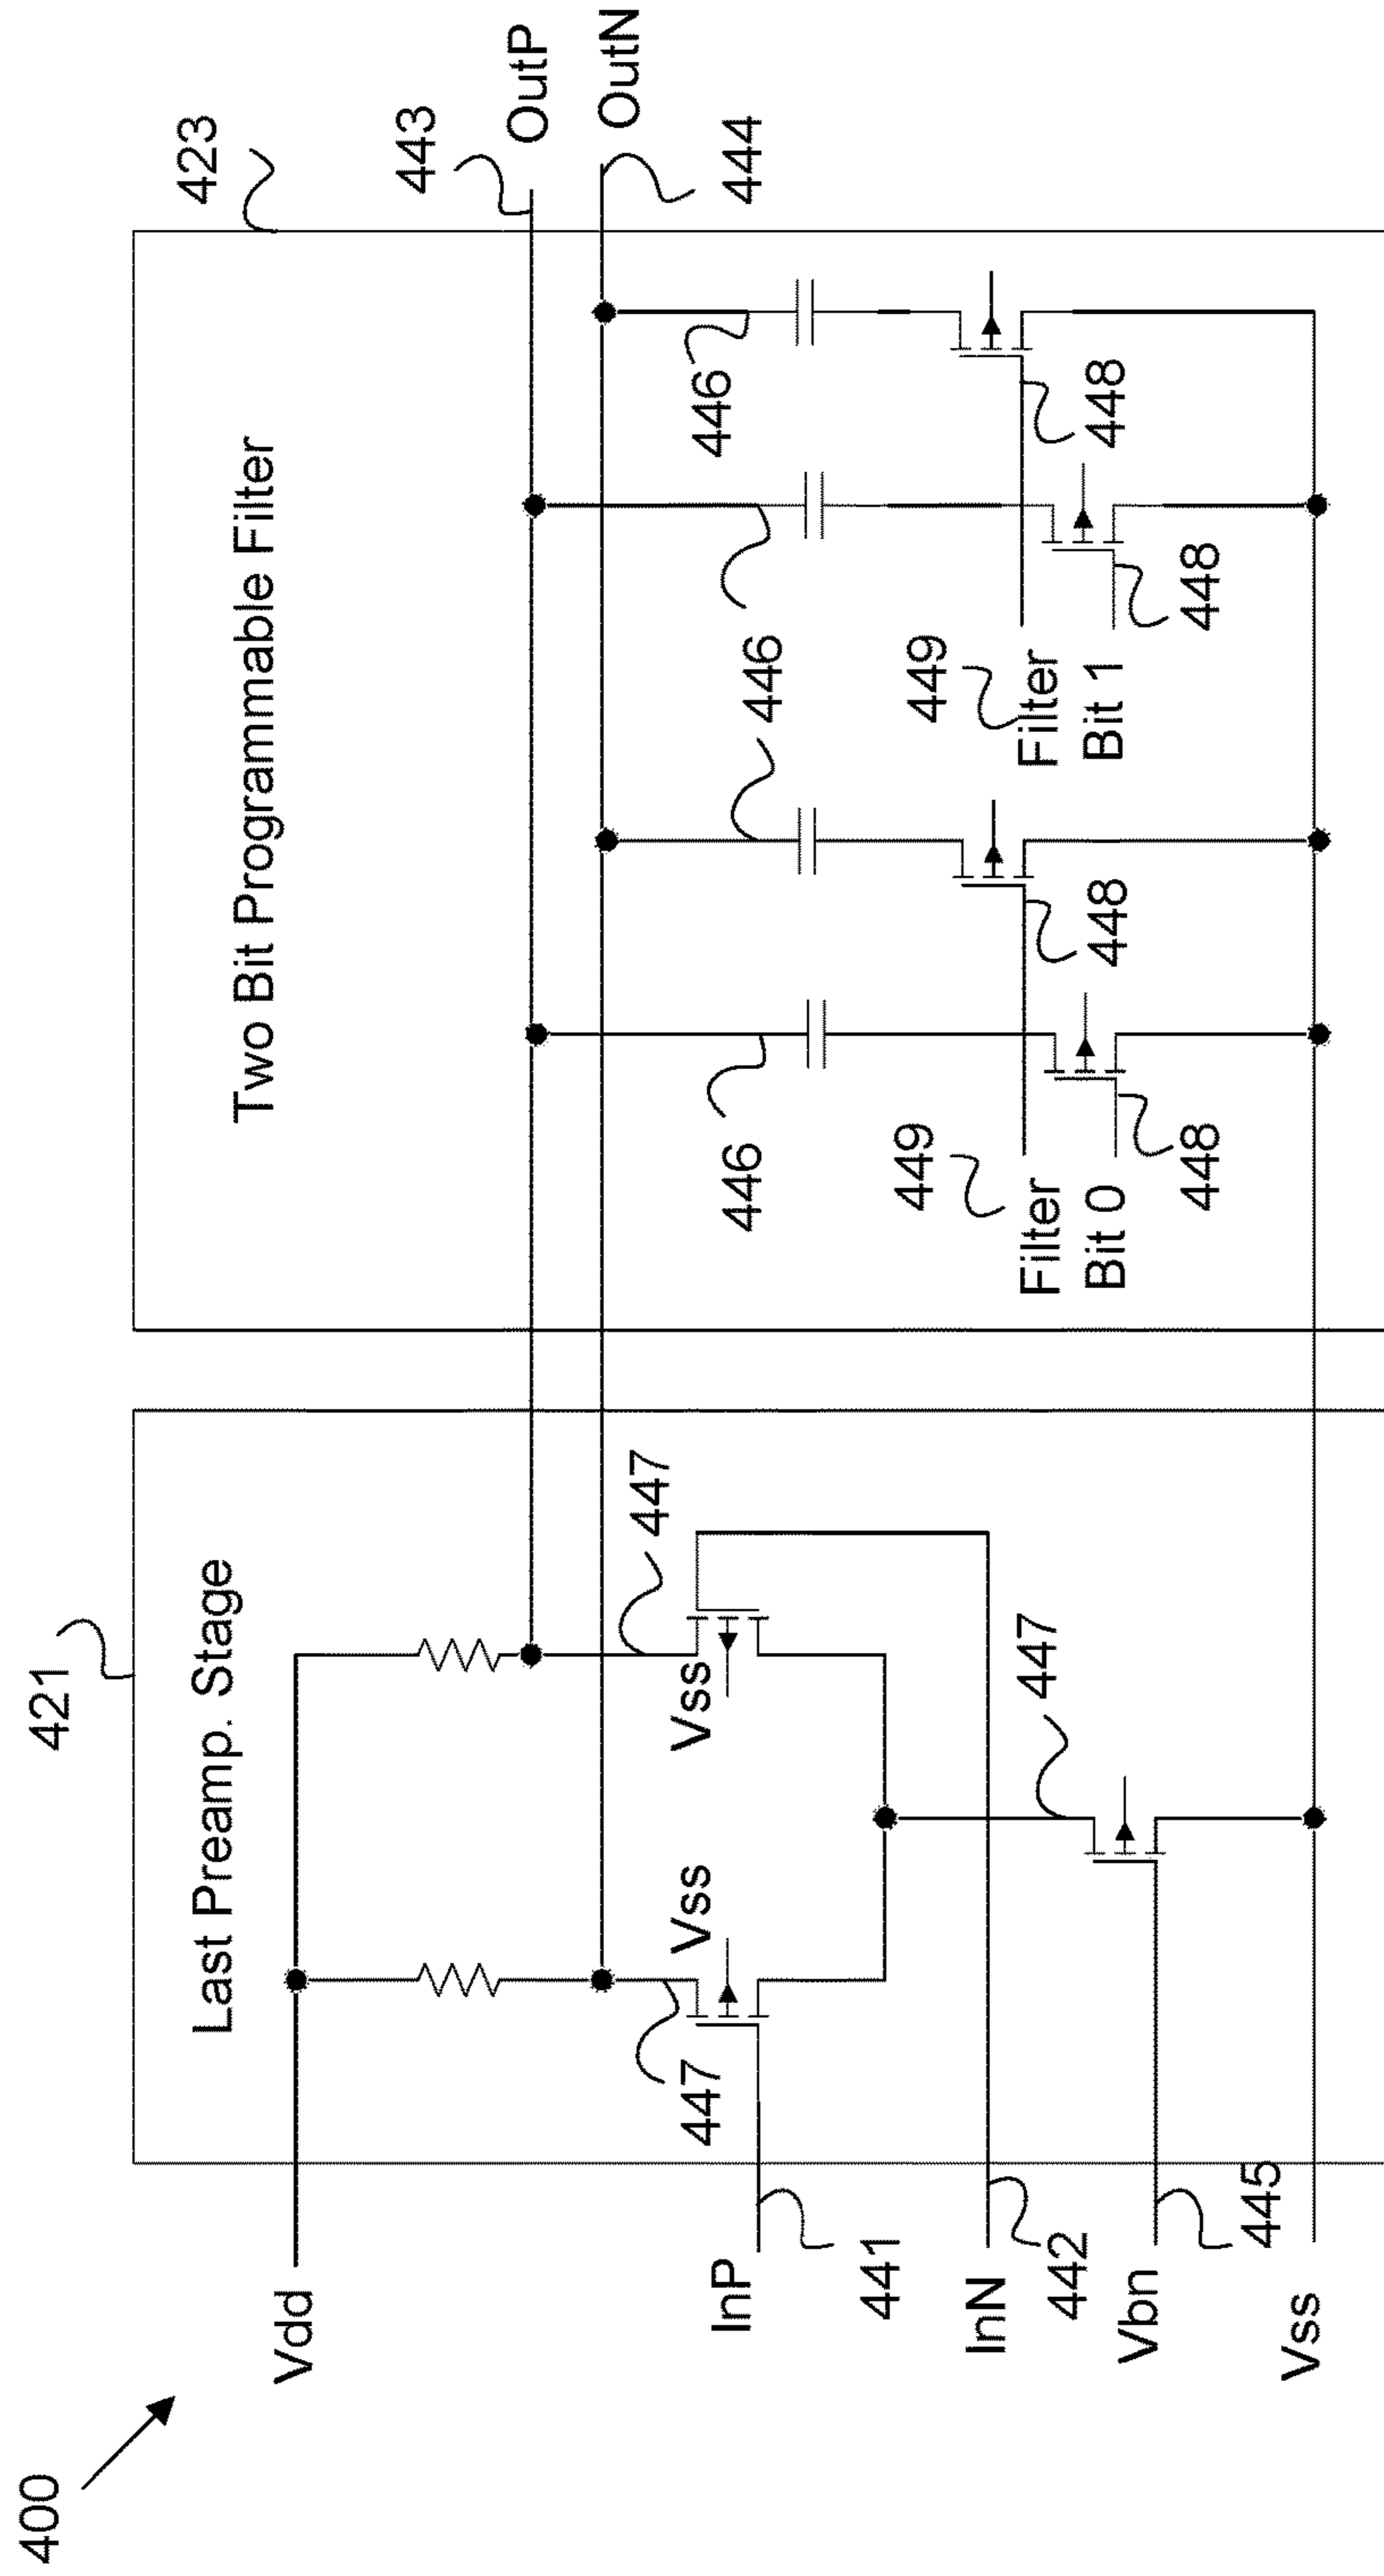 400
421
423
Last Preamp. Stage
Two Bit Programmable Filter
Vdd
443
OutP
OutN
444
447
447
Vss
Vss
InP
441
446
446
446
InN
442
447
449
Filter
Bit 0
448
448
449
Filter
Bit 1
448
448
Vbn
445
Vss